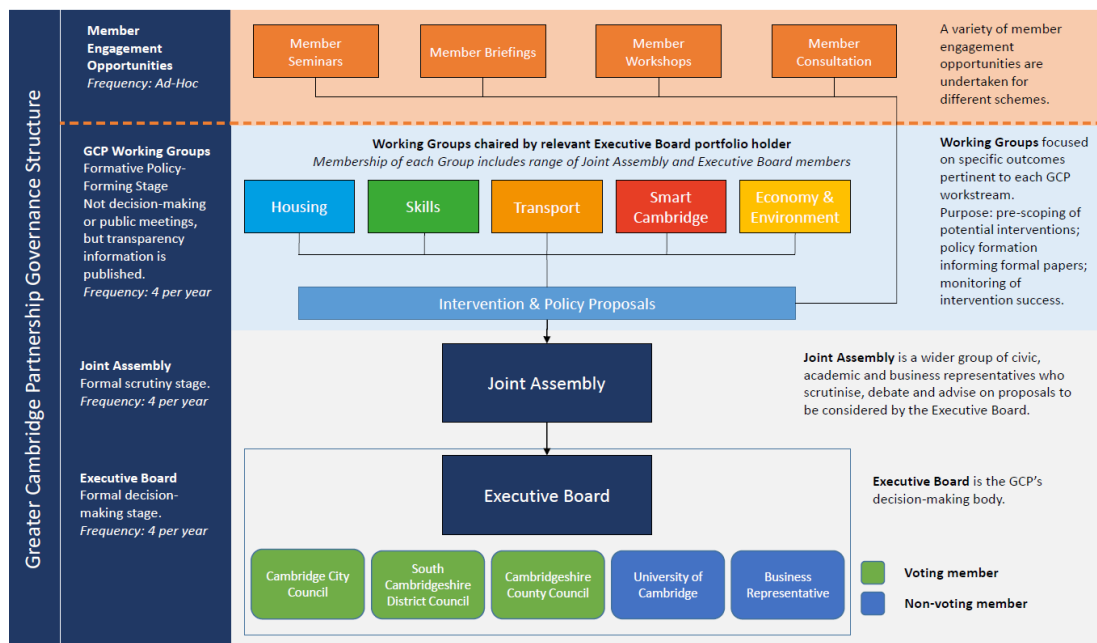 Greater Cambridge Partnership Governance Structure
Member
Engagement
Opportunities
Frequency: Ad-Hoc
Member
Seminars
Member Briefings
Member
Workshops
Member
Consultation
A variety of member
engagement
opportunities are
undertaken for
different schemes.
GCP Working Groups
Formative Policy-
Forming Stage
Not decision-making
or public meetings,
but transparency
information is
published.
Frequency: 4 per year
Working Groups chaired by relevant Executive Board portfolio holder
Membership of each Group includes range of Joint Assembly and Executive Board members
Housing
Skills
Transport
Smart
Cambridge
Economy &
Environment
Intervention & Policy Proposals
Working Groups focused
on specific outcomes
pertinent to each GCP
workstream.
Purpose: pre-scoping of
potential interventions;
policy formation
informing formal papers;
monitoring of
intervention success.
Joint Assembly
Formal scrutiny stage.
Frequency: 4 per year
Joint Assembly
Joint Assembly is a wider group of civic,
academic and business representatives who
scrutinise, debate and advise on proposals to
be considered by the Executive Board.
Executive Board
Formal decision-
making stage.
Frequency: 4 per year
Executive Board
Executive Board is the GCP's
decision-making body.
Cambridge City
Council
South
Cambridgeshire
District Council
Cambridgeshire
County Council
University of
Cambridge
Business
Representative
Voting member
Non-voting member